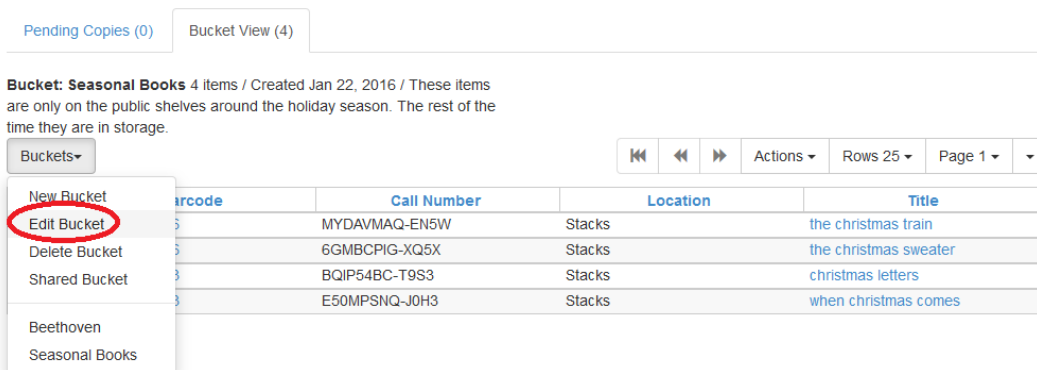 Pending Copies (0) Bucket View (4)
Bucket: Seasonal Books 4 items / Created Jan 22, 2016 / These items
are only on the public shelves around the holiday season. The rest of the
time they are in storage.
Buckets Actions Rows 25 Page 1
New Bucket
Edit Bucket
Delete Bucket
Shared Bucket
Beethoven
Seasonal Books
arcode Call Number Location Title
6 MYDAVMAQ-EN5W Stacks the christmas train
6 6GMBCPIG-XQ5X Stacks the christmas sweater
3 BQIP54BC-T9S3 Stacks christmas letters
3 E50MPSNQ-J0H3 Stacks when christmas comes